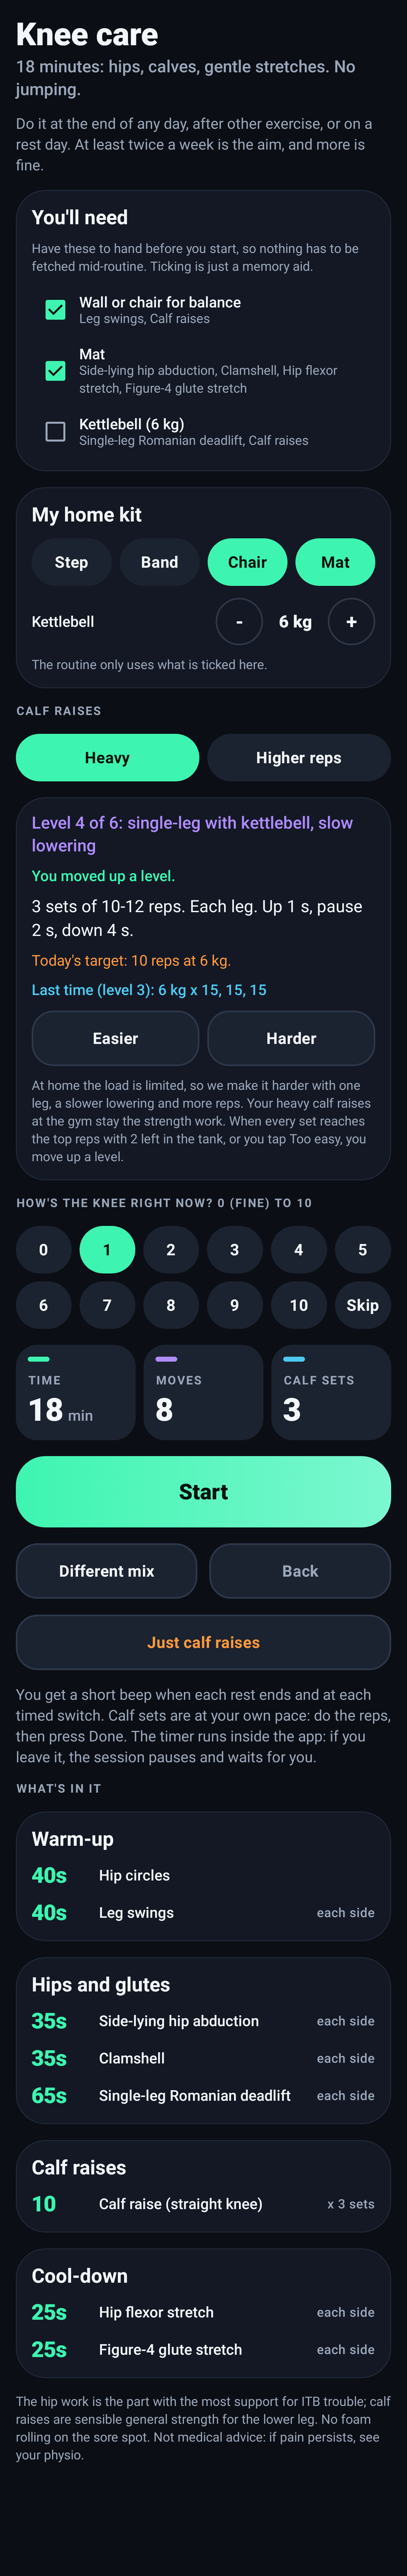 Knee care
18 minutes: hips, calves, gentle stretches. No
jumping.
Do it at the end of any day, after other exercise, or on a
rest day. At least twice a week is the aim, and more is
fine.
You'll need
Have these to hand before you start, so nothing has to be
fetched mid-routine. Ticking is just a memory aid.
Wall or chair for balance
Leg swings, Calf raises
Mat
Side-lying hip abduction, Clamshell, Hip flexor
stretch, Figure-4 glute stretch
Kettlebell (6 kg)
Single-leg Romanian deadlift, Calf raises
My home kit
Step
Band
Chair
Mat
Kettlebell
-
6 kg
+
The routine only uses what is ticked here.
CALF RAISES
Heavy
Higher reps
Level 4 of 6: single-leg with kettlebell, slow
lowering
You moved up a level.
3 sets of 10-12 reps. Each leg. Up 1 s, pause
2 s, down 4 s.
Today's target: 10 reps at 6 kg.
Last time (level 3): 6 kg x 15, 15, 15
Easier
Harder
At home the load is limited, so we make it harder with one
leg, a slower lowering and more reps. Your heavy calf raises
at the gym stay the strength work. When every set reaches
the top reps with 2 left in the tank, or you tap Too easy, you
move up a level.
HOW'S THE KNEE RIGHT NOW? 0 (FINE) TO 10
0
1
2
3
4
5
6
7
8
9
10
Skip
TIME
18 min
MOVES
8
CALF SETS
3
Start
Different mix
Back
Just calf raises
You get a short beep when each rest ends and at each
timed switch. Calf sets are at your own pace: do the reps,
then press Done. The timer runs inside the app: if you
leave it, the session pauses and waits for you.
WHAT'S IN IT
Warm-up
40s Hip circles
40s Leg swings each side
Hips and glutes
35s Side-lying hip abduction each side
35s Clamshell each side
65s Single-leg Romanian deadlift each side
Calf raises
10 Calf raise (straight knee) x 3 sets
Cool-down
25s Hip flexor stretch each side
25s Figure-4 glute stretch each side
The hip work is the part with the most support for ITB trouble; calf
raises are sensible general strength for the lower leg. No foam
rolling on the sore spot. Not medical advice: if pain persists, see
your physio.